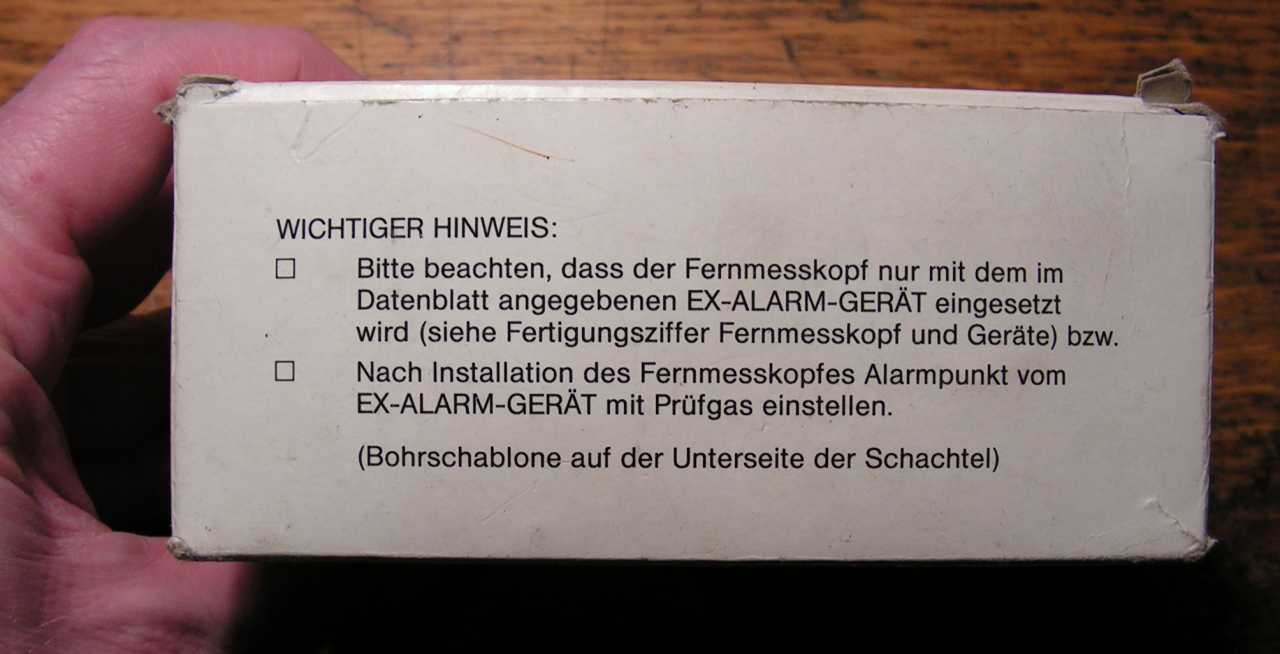 WICHTIGER HINWEIS:
☐ Bitte beachten, dass der Fernmesskopf nur mit dem im
Datenblatt angegebenen EX-ALARM-GERÄT eingesetzt
wird (siehe Fertigungsziffer Fernmesskopf und Geräte) bzw.
☐ Nach Installation des Fernmesskopfes Alarmpunkt vom
EX-ALARM-GERÄT mit Prüfgas einstellen.
(Bohrschablone auf der Unterseite der Schachtel)